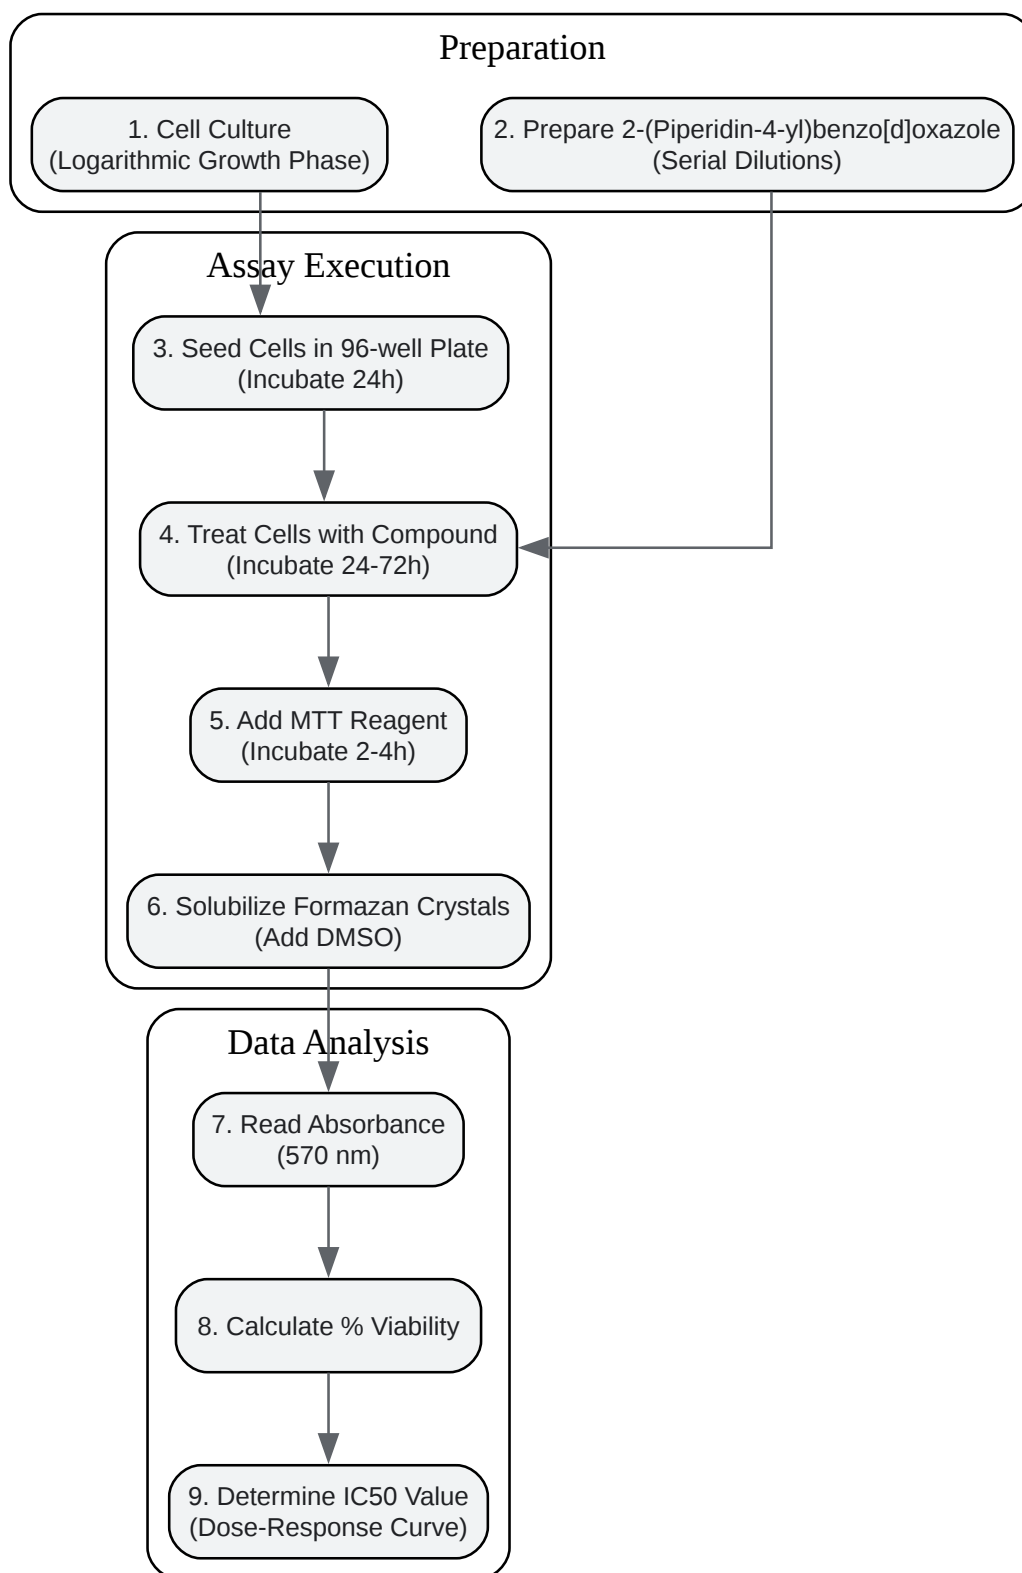 Preparation
1. Cell Culture
(Logarithmic Growth Phase)
2. Prepare 2-(Piperidin-4-yl)benzo[d]oxazole
(Serial Dilutions)
Assay Execution
3. Seed Cells in 96-well Plate
(Incubate 24h)
4. Treat Cells with Compound
(Incubate 24-72h)
5. Add MTT Reagent
(Incubate 2-4h)
6. Solubilize Formazan Crystals
(Add DMSO)
Data Analysis
7. Read Absorbance
(570 nm)
8. Calculate % Viability
9. Determine IC50 Value
(Dose-Response Curve)